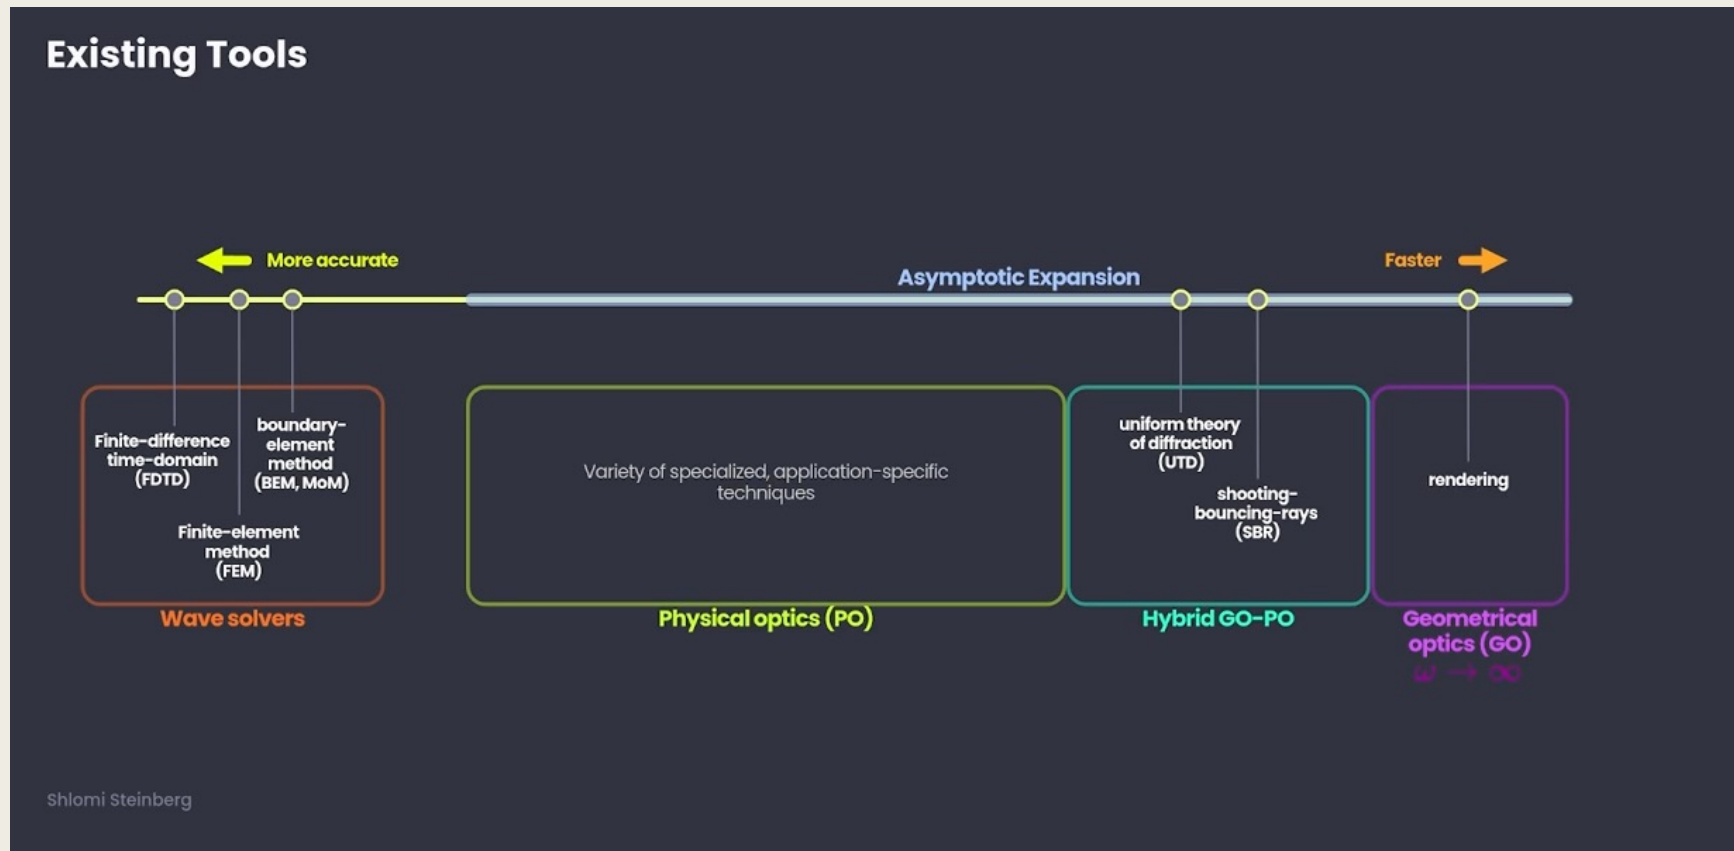 Existing Tools
More accurate
Asymptotic Expansion
Faster
Finite-difference
time-domain
(FDTD)
Finite-element
method
(FEM)
boundary-
element
method
(BEM, MoM)
Wave solvers
Variety of specialized, application-specific
techniques
Physical optics (PO)
uniform theory
of diffraction
(UTD)
shooting-
bouncing-rays
(SBR)
Hybrid GO-PO
rendering
Geometrical
optics (GO)
ω → ∞
Shlomi Steinberg